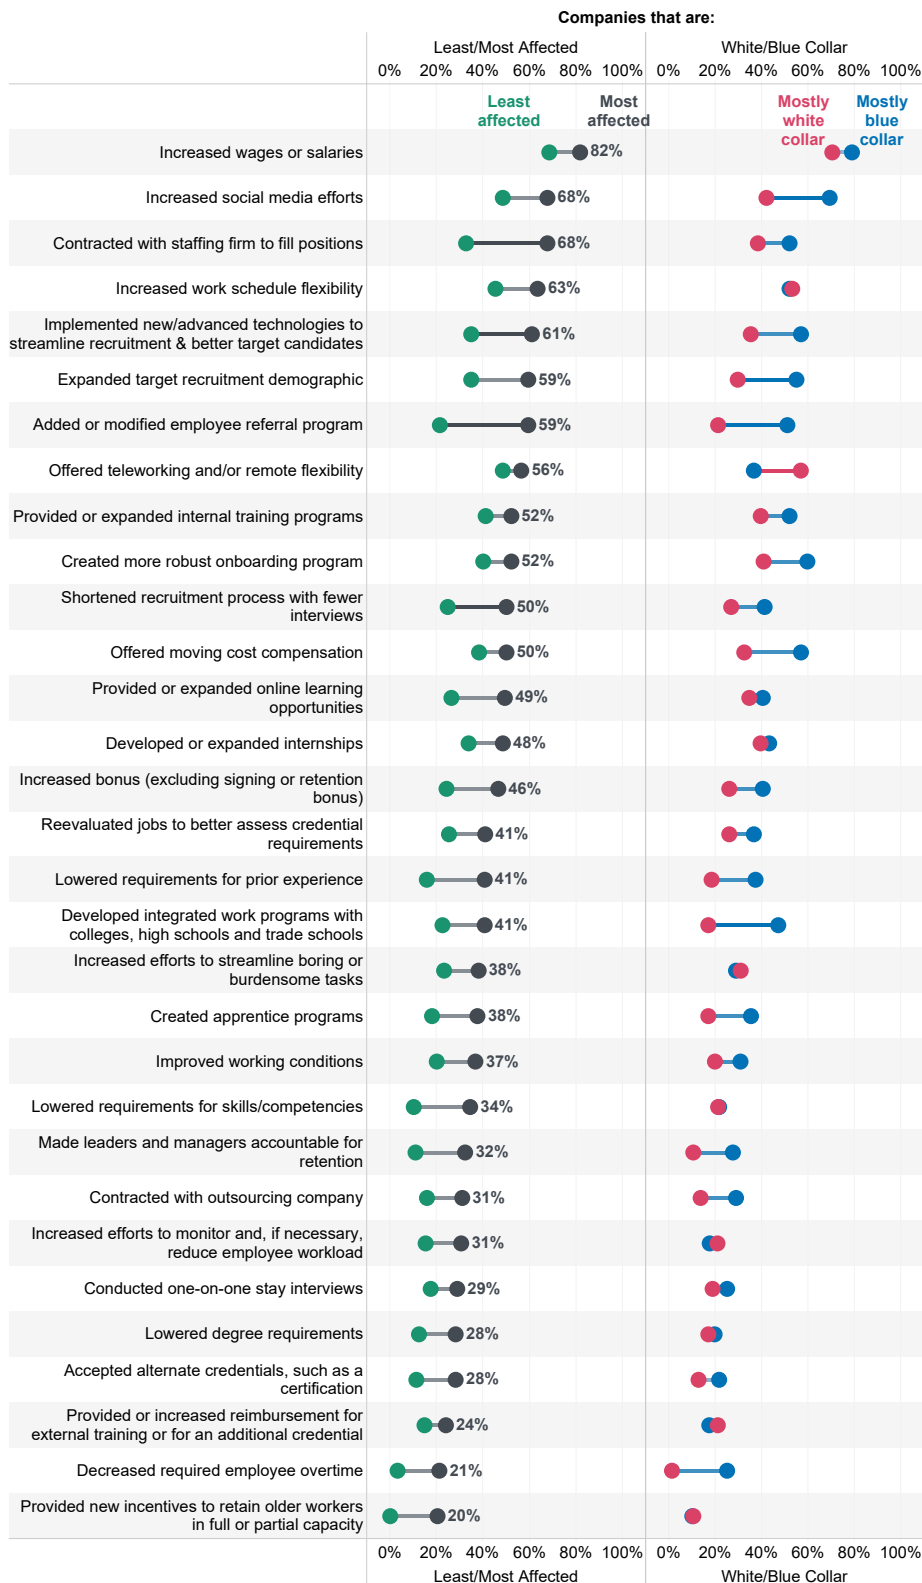 Companies that are:
Least/Most Affected
White/Blue Collar
0% 20% 40% 60% 80% 100%
0% 20% 40% 60% 80% 100%
Least
affected
Most
affected
Mostly
white
collar
Mostly
blue
collar
Increased wages or salaries
82%
Increased social media efforts
68%
Contracted with staffing firm to fill positions
68%
Increased work schedule flexibility
63%
Implemented new/advanced technologies to
streamline recruitment & better target candidates
61%
Expanded target recruitment demographic
59%
Added or modified employee referral program
59%
Offered teleworking and/or remote flexibility
56%
Provided or expanded internal training programs
52%
Created more robust onboarding program
52%
Shortened recruitment process with fewer
interviews
50%
Offered moving cost compensation
50%
Provided or expanded online learning
opportunities
49%
Developed or expanded internships
48%
Increased bonus (excluding signing or retention
bonus)
46%
Reevaluated jobs to better assess credential
requirements
41%
Lowered requirements for prior experience
41%
Developed integrated work programs with
colleges, high schools and trade schools
41%
Increased efforts to streamline boring or
burdensome tasks
38%
Created apprentice programs
38%
Improved working conditions
37%
Lowered requirements for skills/competencies
34%
Made leaders and managers accountable for
retention
32%
Contracted with outsourcing company
31%
Increased efforts to monitor and, if necessary,
reduce employee workload
31%
Conducted one-on-one stay interviews
29%
Lowered degree requirements
28%
Accepted alternate credentials, such as a
certification
28%
Provided or increased reimbursement for
external training or for an additional credential
24%
Decreased required employee overtime
21%
Provided new incentives to retain older workers
in full or partial capacity
20%
0% 20% 40% 60% 80% 100%
0% 20% 40% 60% 80% 100%
Least/Most Affected
White/Blue Collar